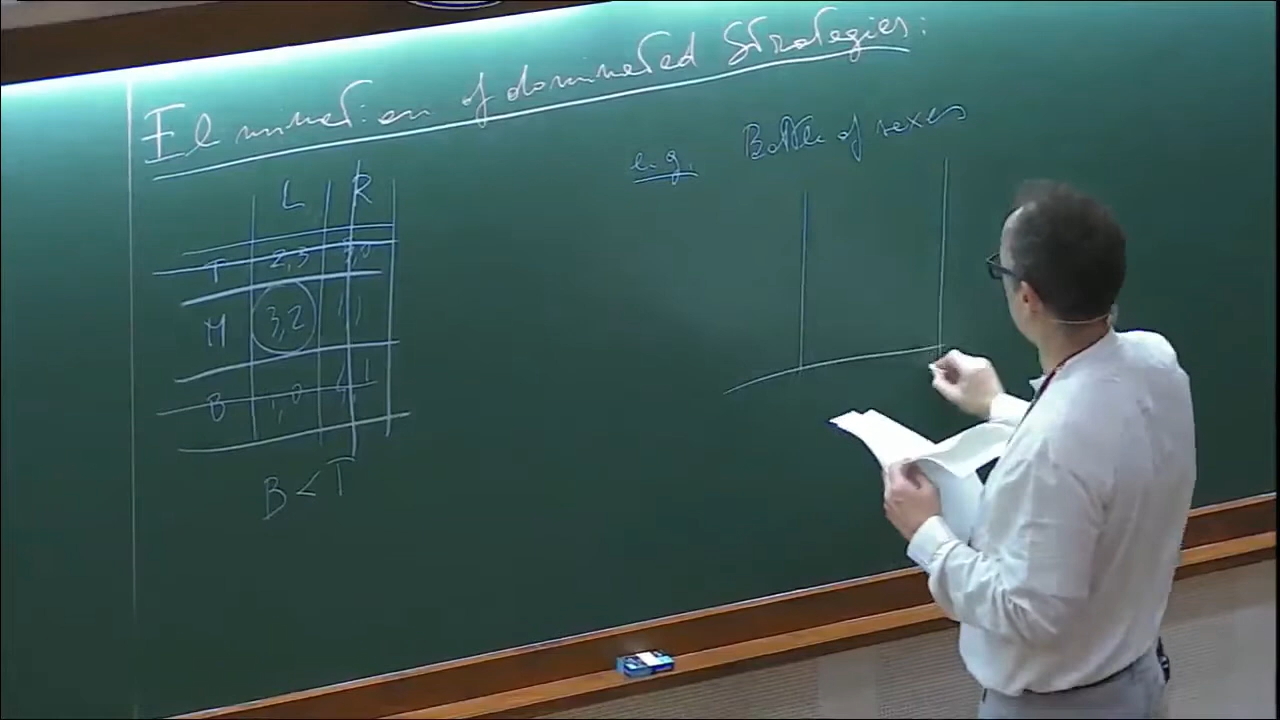 Elimination of dominated Strategies:
e.g. Battle of sexes
L R
T 2,3
M 3,2 1,1
B 1,0
B < T